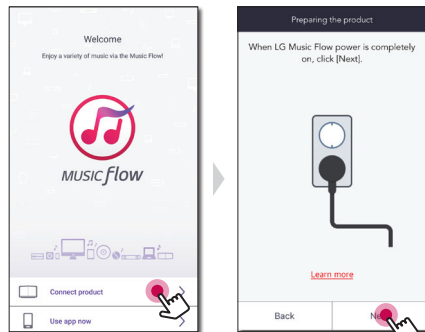 Welcome
Enjoy a variety of music via the Music Flow!
MUSIC flow
Connect product
Use app now
Preparing the product
When LG Music Flow power is completely
on, click [Next].
Learn more
Back